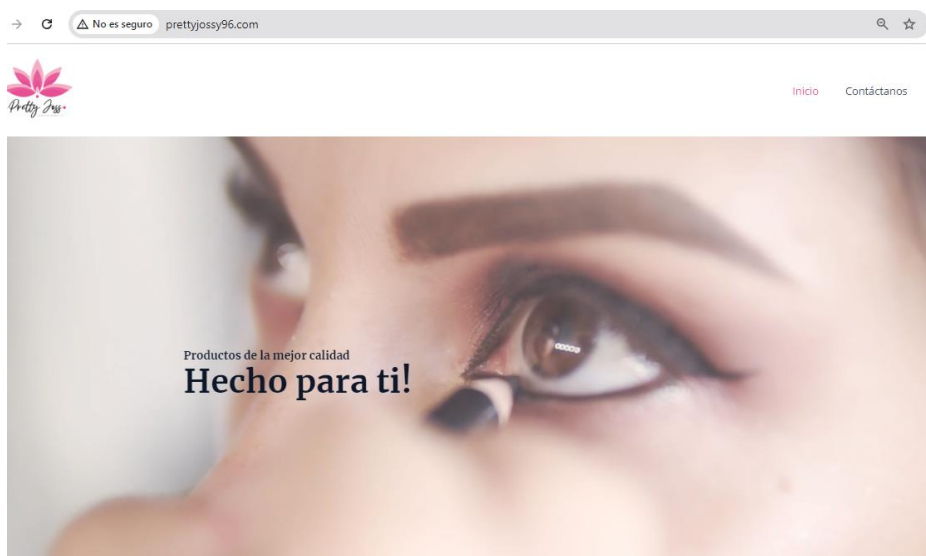 No es seguro prettyjossy96.com
Pretty Joss
Inicio Contáctanos
Productos de la mejor calidad
Hecho para ti!